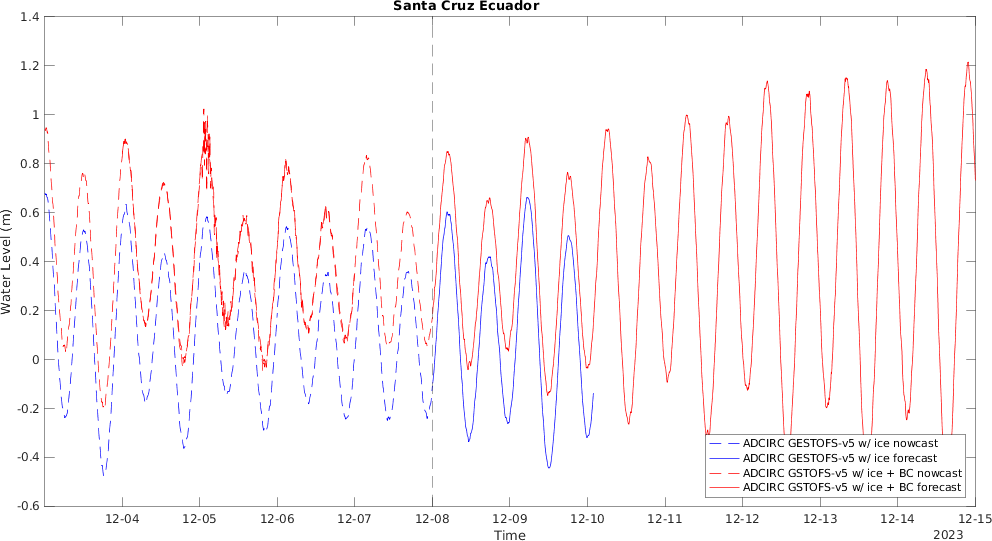 Santa Cruz Ecuador
1.4
1.2
1
0.8
0.6
0.4
0.2
0
-0.2
-0.4
-0.6
Water Level (m)
ADCIRC GESTOFS-v5 w/ ice nowcast
ADCIRC GESTOFS-v5 w/ ice forecast
ADCIRC GSTOFS-v5 w/ ice + BC nowcast
ADCIRC GSTOFS-v5 w/ ice + BC forecast
12-04 12-05 12-06 12-07 12-08 12-09 12-10 12-11 12-12 12-13 12-14 12-15
Time
2023